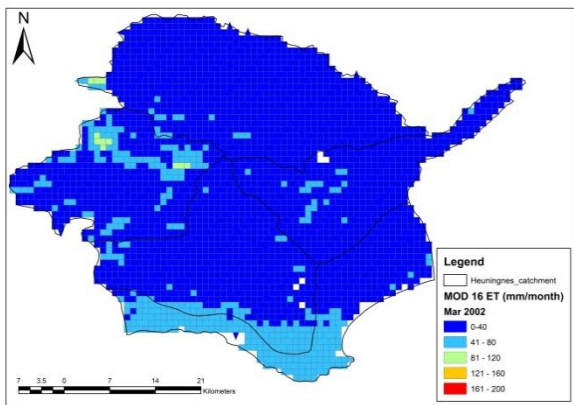 N
Legend
Heuningnes_catchment
MOD 16 ET (mm/month)
Mar 2002
0-40
41 - 80
81 - 120
121 - 160
161 - 200
7 3.5 0 7 14 21
Kilometers